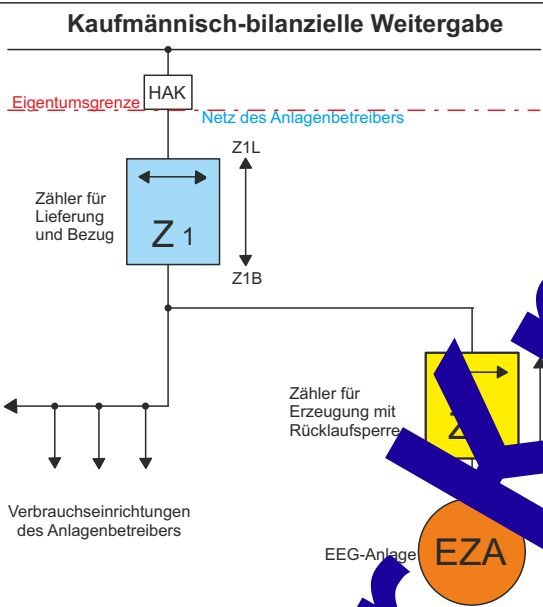 Kaufmännisch-bilanzielle Weitergabe
HAK
Eigentumsgrenze
Netz des Anlagenbetreibers
Z1L
Zähler für
Lieferung
und Bezug
Z 1
Z1B
Zähler für
Erzeugung mit
Rücklaufsperre
Verbrauchseinrichtungen
des Anlagenbetreibers
EEG-Anlage
EZA